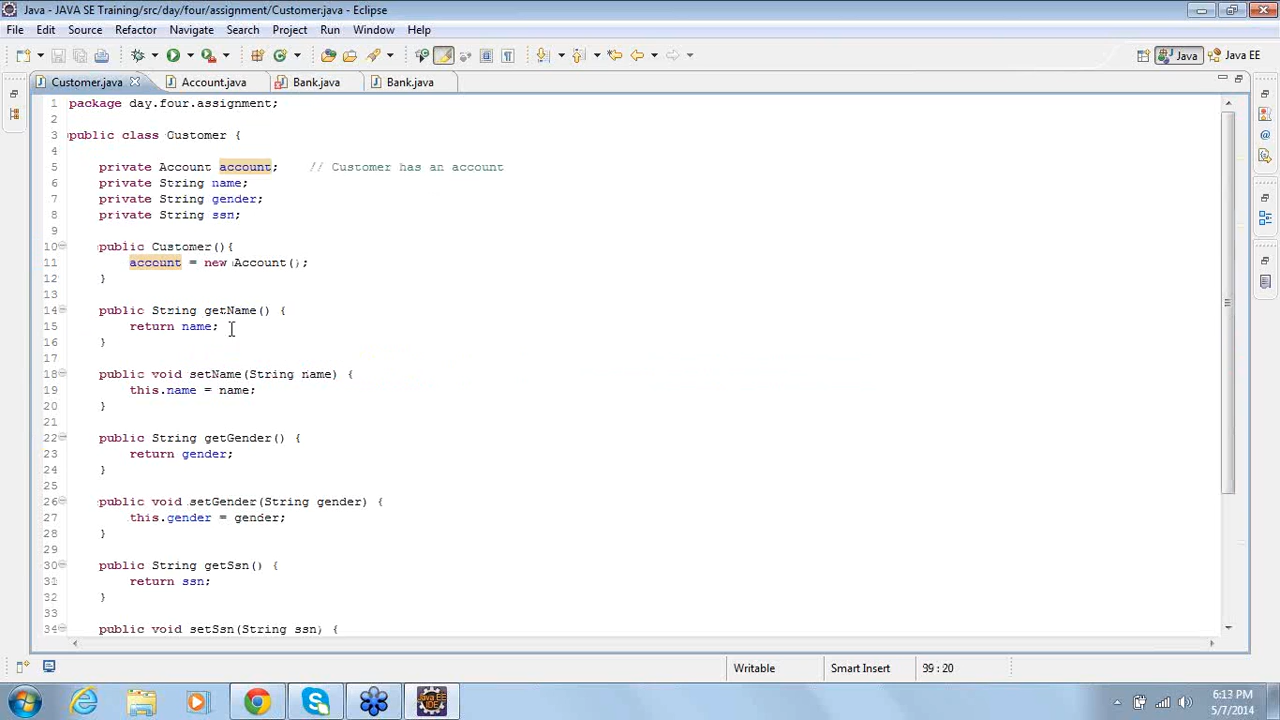 Java - JAVA SE Training/src/day/four/assignment/Customer.java - Eclipse
File Edit Source Refactor Navigate Search Project Run Window Help
Java Java EE
Customer.java Account.java Bank.java Bank.java
1 package day.four.assignment;
2
3 public class Customer {
4
5 private Account account; // Customer has an account
6 private String name;
7 private String gender;
8 private String ssn;
9
10 public Customer(){
11 account = new Account();
12 }
13
14 public String getName() {
15 return name;
16 }
17
18 public void setName(String name) {
19 this.name = name;
20 }
21
22 public String getGender() {
23 return gender;
24 }
25
26 public void setGender(String gender) {
27 this.gender = gender;
28 }
29
30 public String getSsn() {
31 return ssn;
32 }
33
34 public void setSsn(String ssn) {
Writable Smart Insert 39 : 20
Java EE IDE
6:13 PM
5/7/2014